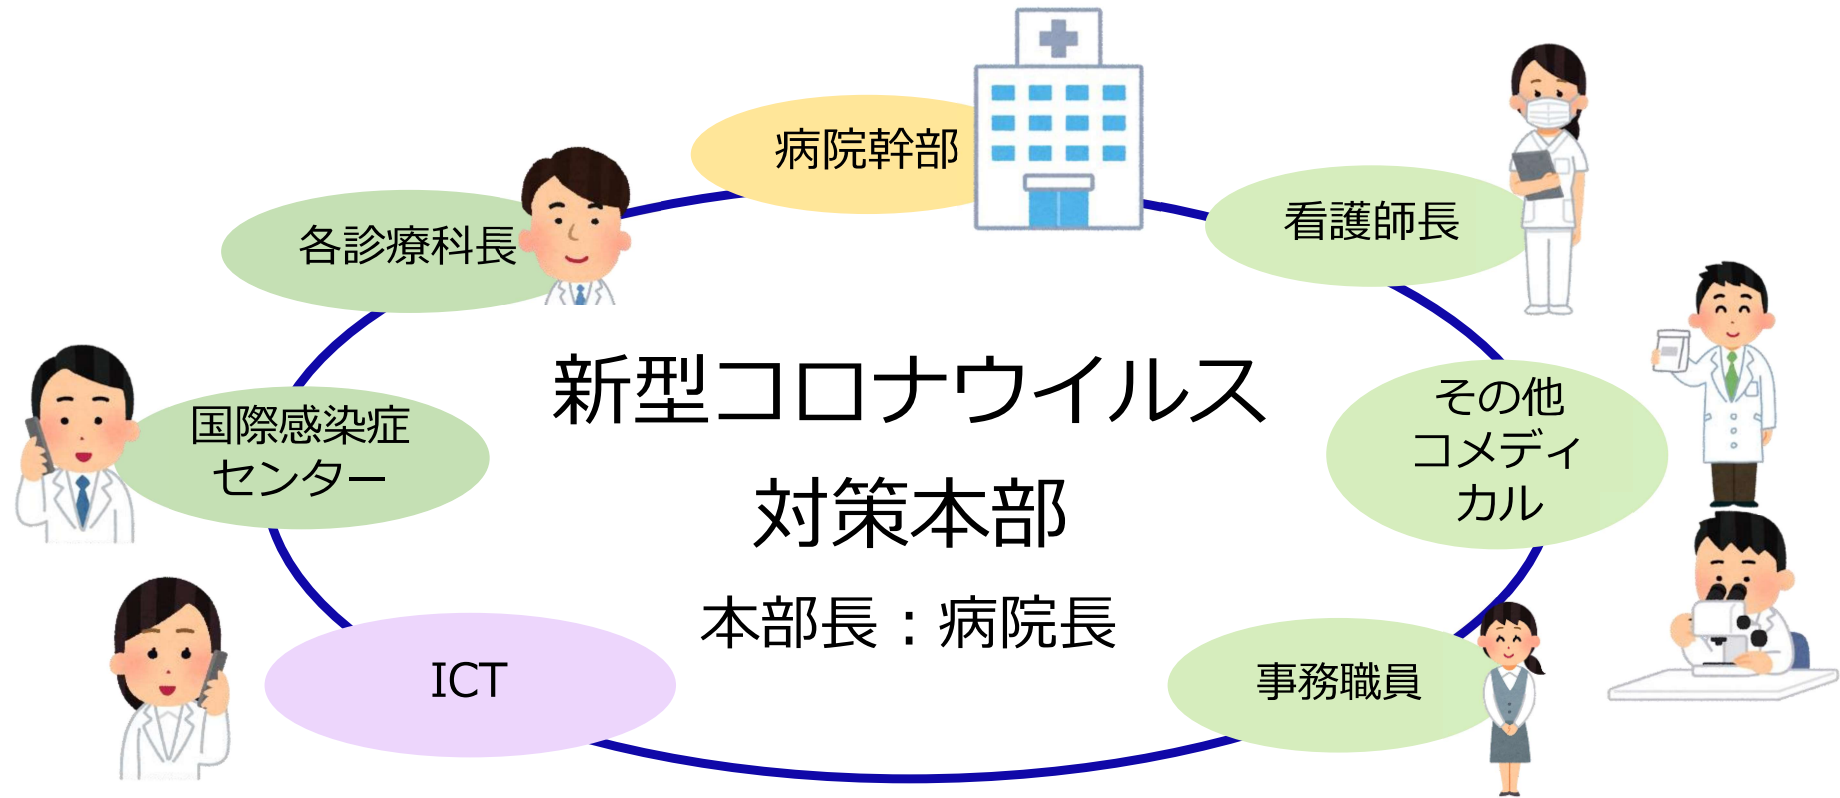 病院幹部
各診療科長
看護師長
国際感染症
センター
新型コロナウイルス
対策本部
本部長：病院長
その他
コメディ
カル
ICT
事務職員